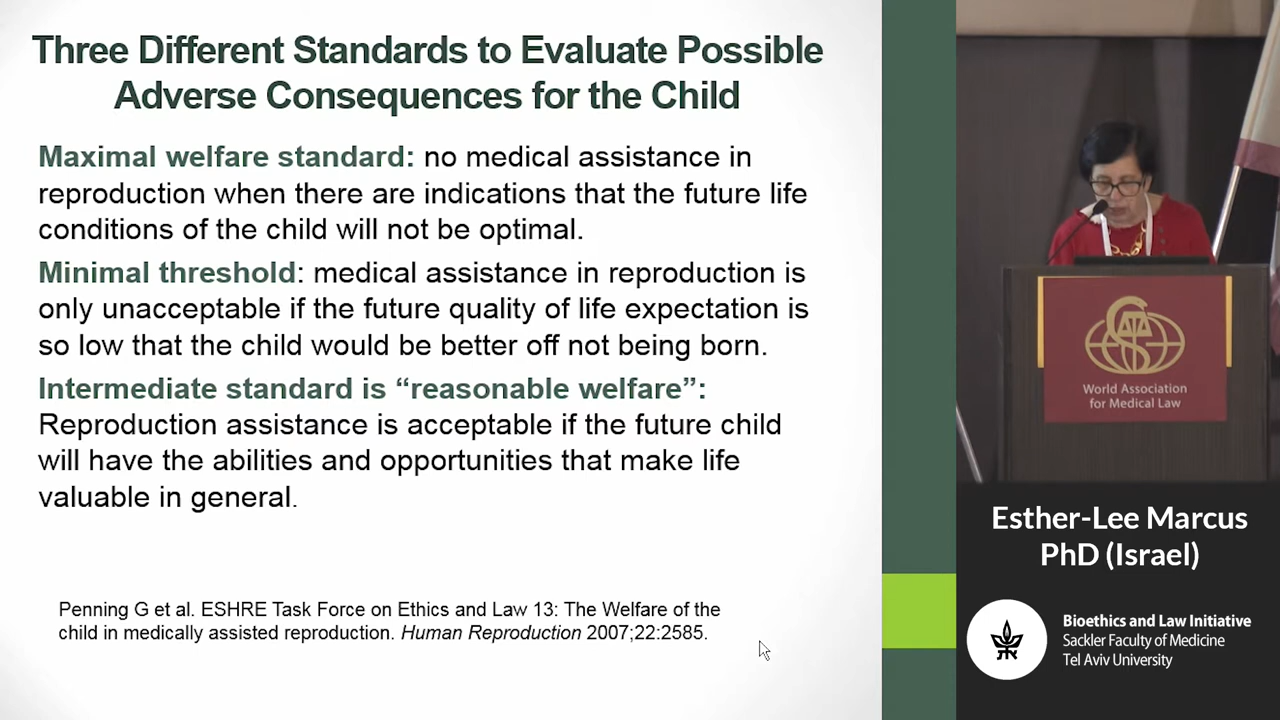 Three Different Standards to Evaluate Possible
Adverse Consequences for the Child
Maximal welfare standard: no medical assistance in
reproduction when there are indications that the future life
conditions of the child will not be optimal.
Minimal threshold: medical assistance in reproduction is
only unacceptable if the future quality of life expectation is
so low that the child would be better off not being born.
Intermediate standard is “reasonable welfare”:
Reproduction assistance is acceptable if the future child
will have the abilities and opportunities that make life
valuable in general.
Penning G et al. ESHRE Task Force on Ethics and Law 13: The Welfare of the
child in medically assisted reproduction. Human Reproduction 2007;22:2585.
World Association
for Medical Law
Esther-Lee Marcus
PhD (Israel)
Bioethics and Law Initiative
Sackler Faculty of Medicine
Tel Aviv University